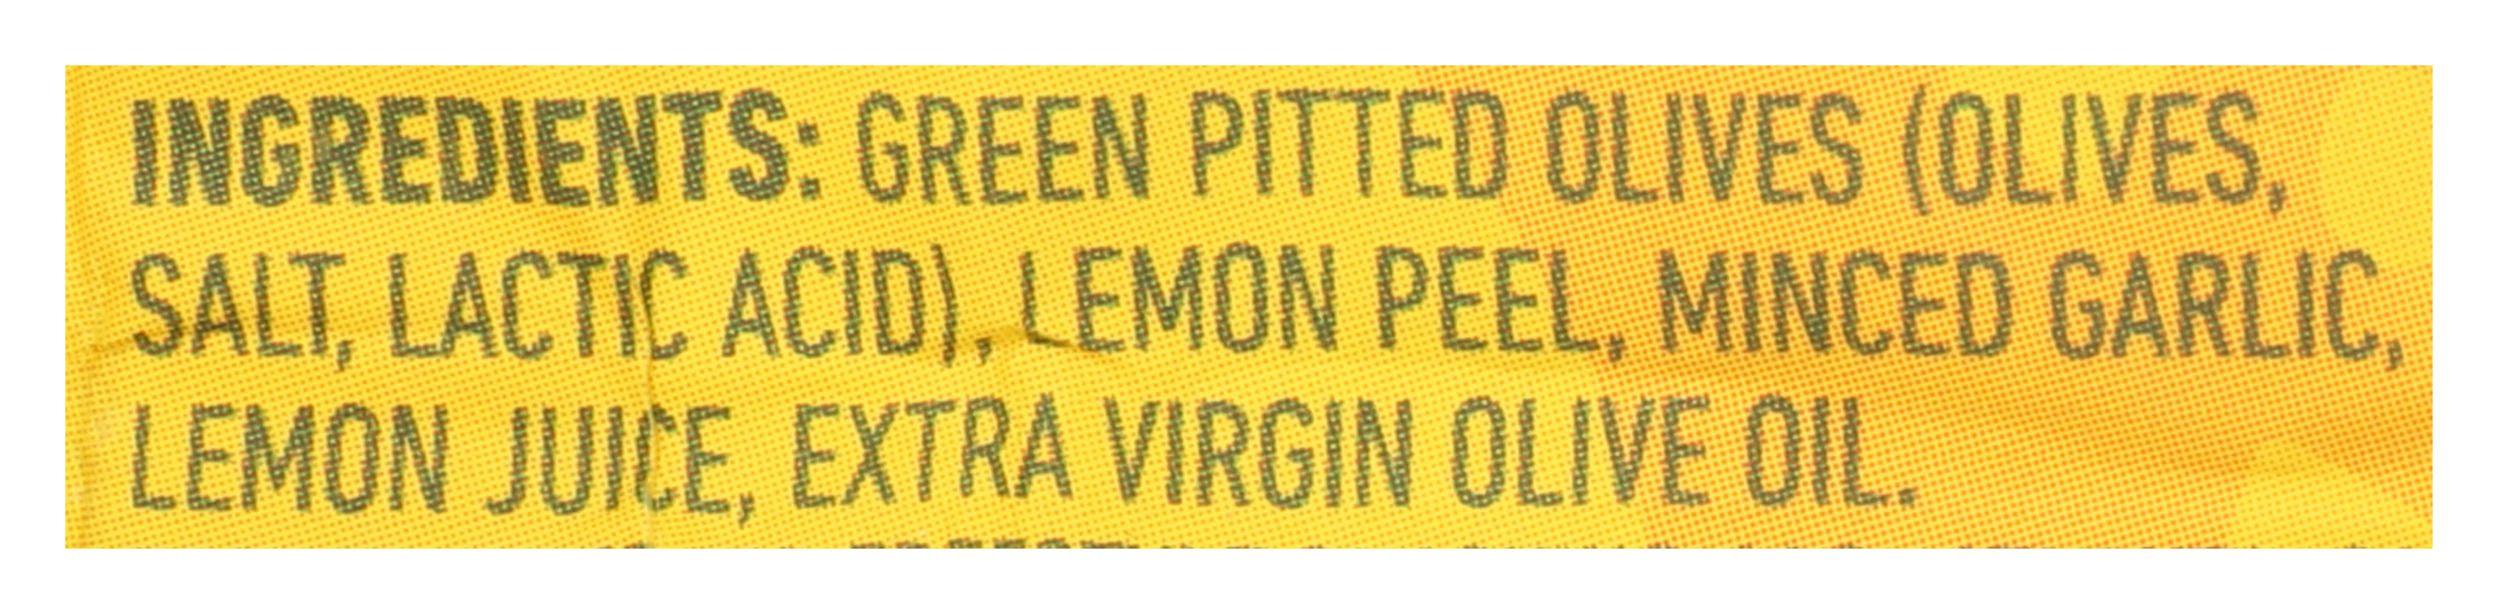 INGREDIENTS: GREEN PITTED OLIVES (OLIVES,
SALT, LACTIC ACID), LEMON PEEL, MINCED GARLIC,
LEMON JUICE, EXTRA VIRGIN OLIVE OIL.